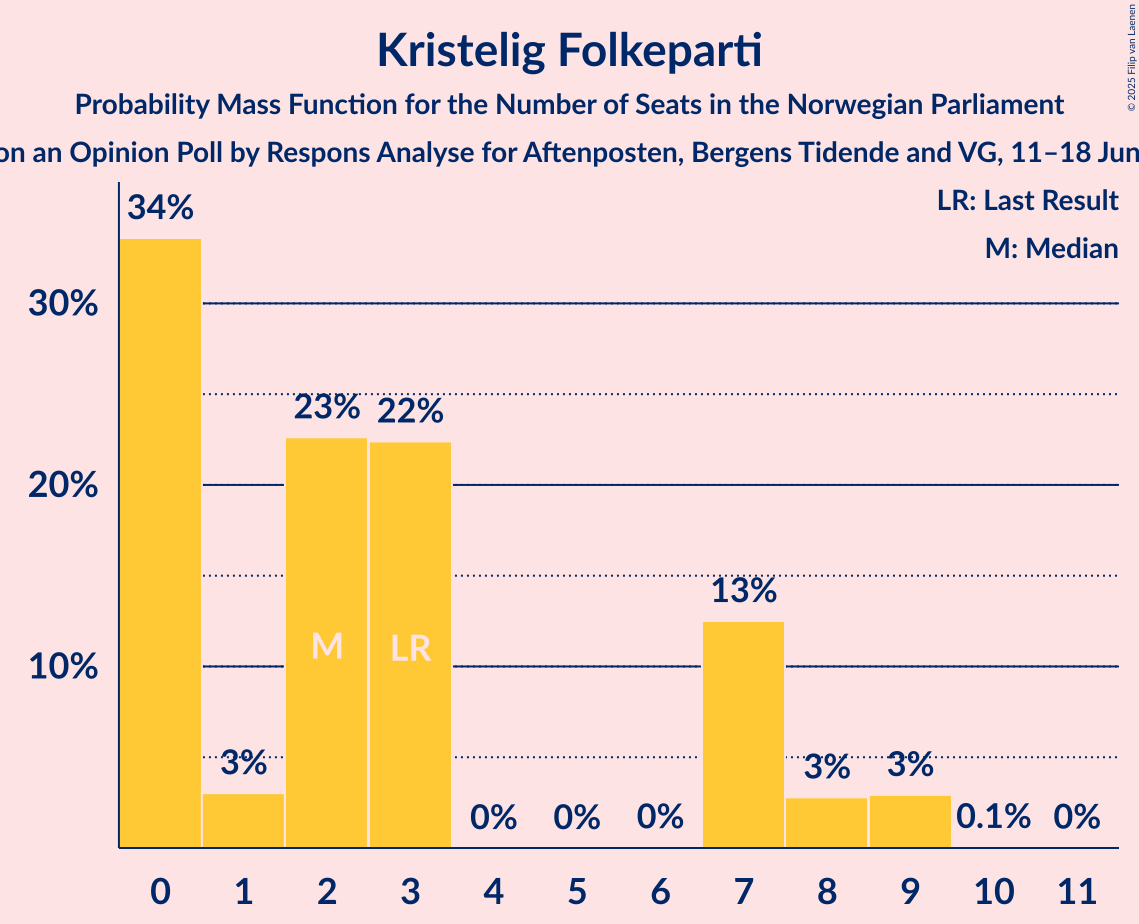 Kristelig Folkeparti
Probability Mass Function for the Number of Seats in the Norwegian Parliament
on an Opinion Poll by Respons Analyse for Aftenposten, Bergens Tidende and VG, 11–18 Jun
© 2025 Filip van Laenen
LR: Last Result
M: Median
34%
30%
23% 22%
20%
13%
M LR
10%
3% 3% 3%
0% 0% 0% 0.1% 0%
0 1 2 3 4 5 6 7 8 9 10 11